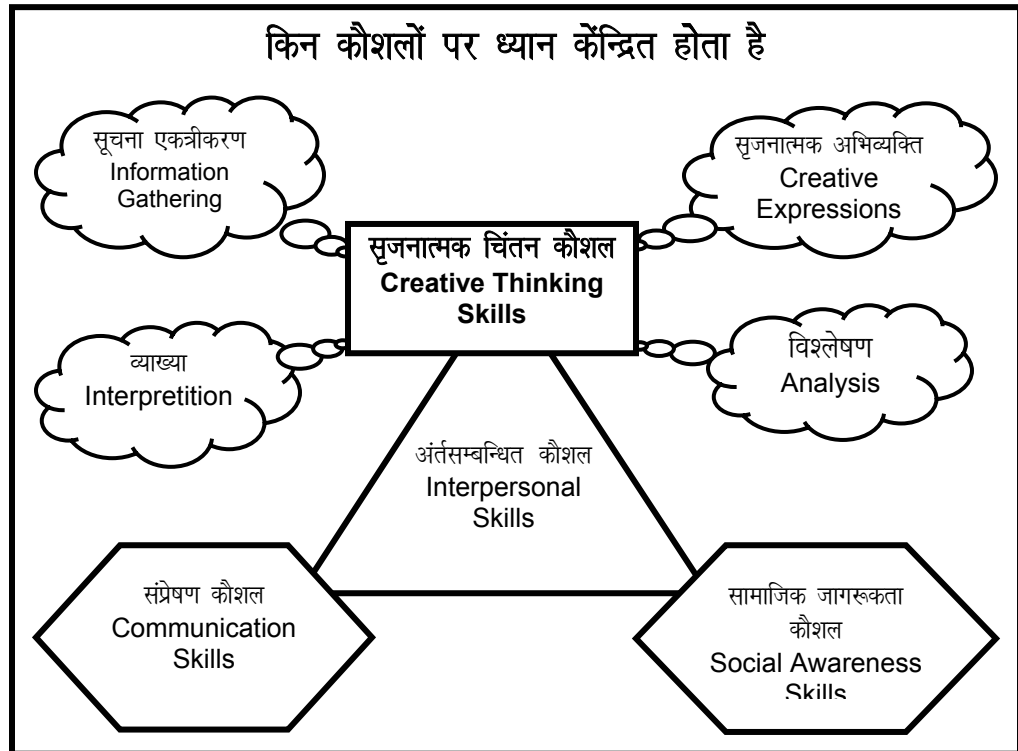 किन कौशलों पर ध्यान केंन्द्रित होता है
सूचना एकत्रीकरण
Information
Gathering
सृजनात्मक अभिव्यक्ति
Creative
Expressions
सृजनात्मक चिंतन कौशल
Creative Thinking
Skills
व्याख्या
Interpretition
विश्लेषण
Analysis
अंर्तसम्बन्धित कौशल
Interpersonal
Skills
संप्रेषण कौशल
Communication
Skills
सामाजिक जागरूकता
कौशल
Social Awareness
Skills